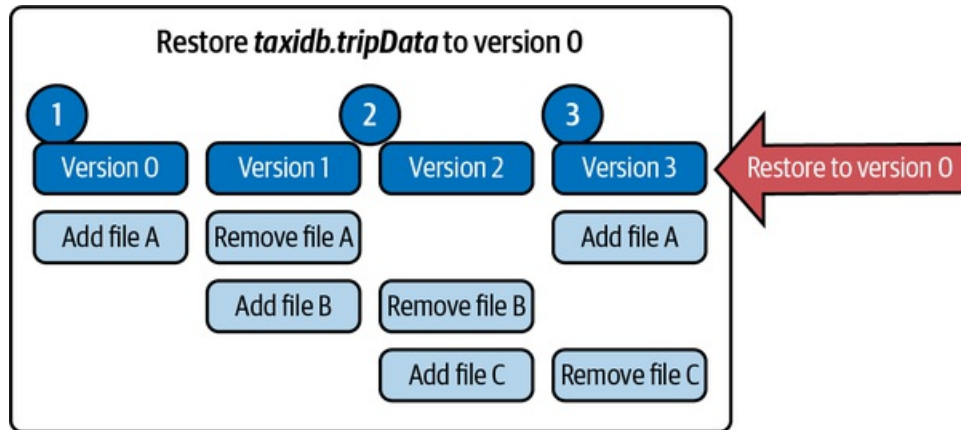 Restore taxidb.tripData to version 0
1 2 3
Version 0 Version 1 Version 2 Version 3 Restore to version 0
Add file A Remove file A Add file A
Add file B Remove file B
Add file C Remove file C